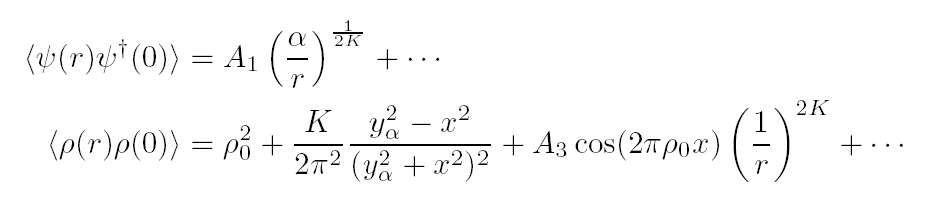 ⟨ψ(r)ψ†(0)⟩ = A₁ (α/r)^{1/(2K)} + ⋯
⟨ρ(r)ρ(0)⟩ = ρ₀² + K/(2π²) (y_α² − x²)/(y_α² + x²)² + A₃ cos(2πρ₀x) (1/r)^{2K} + ⋯